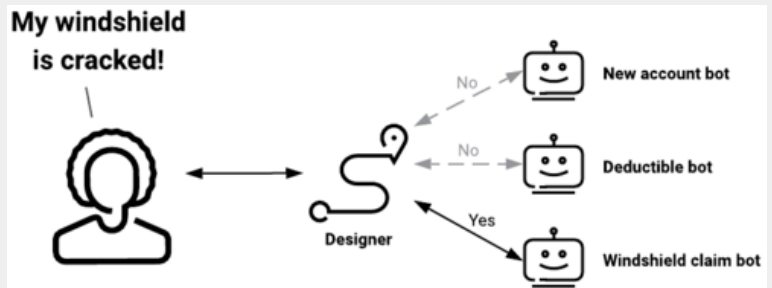 My windshield
is cracked!
No
New account bot
No
Deductible bot
Designer
Yes
Windshield claim bot